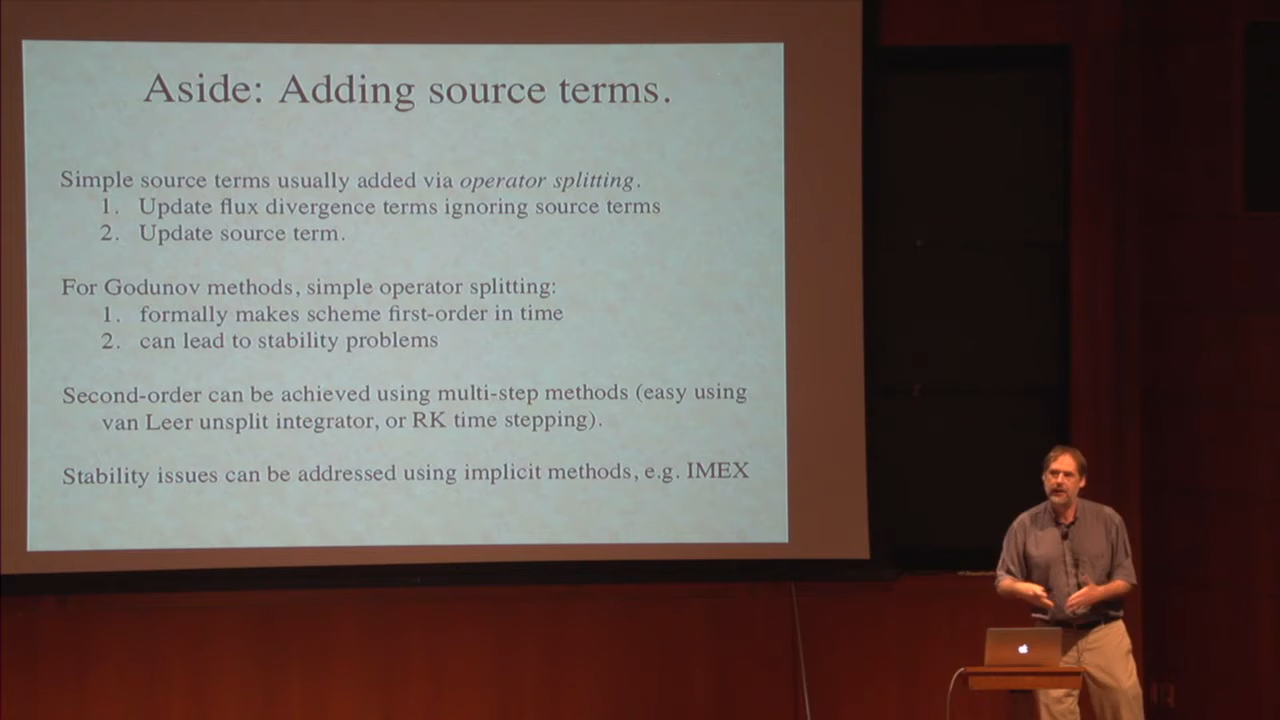 Aside: Adding source terms.
Simple source terms usually added via operator splitting.
1. Update flux divergence terms ignoring source terms
2. Update source term.
For Godunov methods, simple operator splitting:
1. formally makes scheme first-order in time
2. can lead to stability problems
Second-order can be achieved using multi-step methods (easy using
van Leer unsplit integrator, or RK time stepping).
Stability issues can be addressed using implicit methods, e.g. IMEX